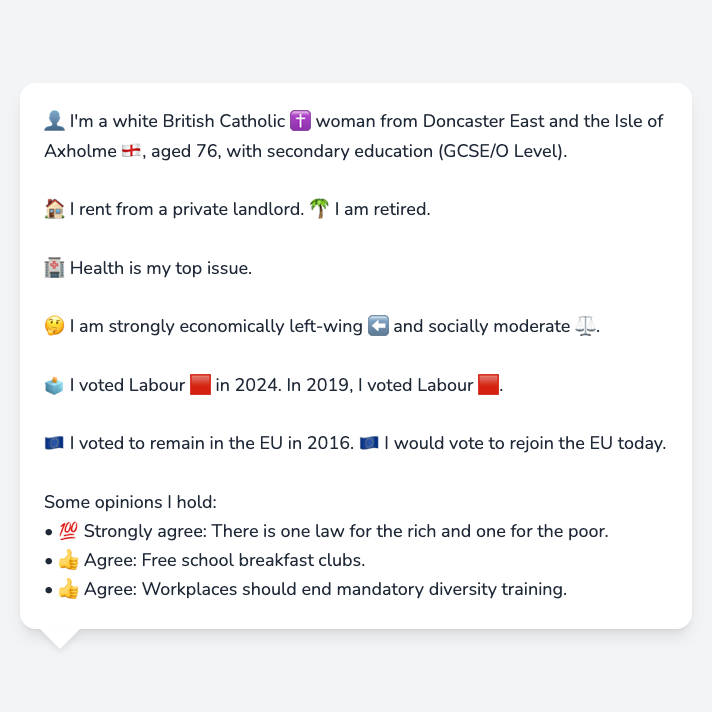 👤 I'm a white British Catholic ✝️ woman from Doncaster East and the Isle of
Axholme 🏴󠁧󠁢󠁥󠁮󠁧󠁿, aged 76, with secondary education (GCSE/O Level).
🏠 I rent from a private landlord. 🌴 I am retired.
🏥 Health is my top issue.
🤔 I am strongly economically left-wing ⬅️ and socially moderate ⚖️.
🗳️ I voted Labour 🟥 in 2024. In 2019, I voted Labour 🟥.
🇪🇺 I voted to remain in the EU in 2016. 🇪🇺 I would vote to rejoin the EU today.
Some opinions I hold:
• 💯 Strongly agree: There is one law for the rich and one for the poor.
• 👍 Agree: Free school breakfast clubs.
• 👍 Agree: Workplaces should end mandatory diversity training.